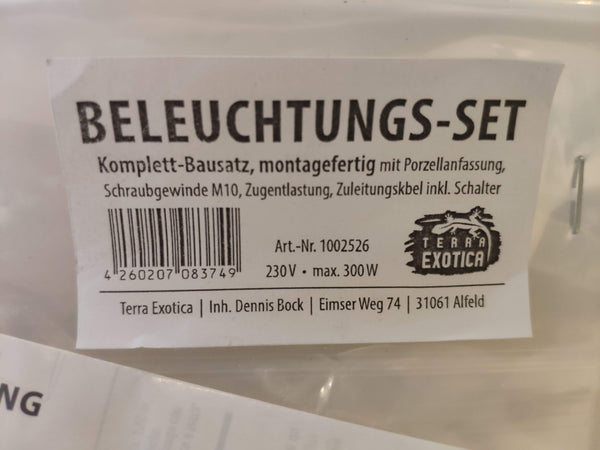 BELEUCHTUNGS-SET
Komplett-Bausatz, montagefertig mit Porzellanfassung,
Schraubgewinde M10, Zugentlastung, Zuleitungskbel inkl. Schalter
4 260207 083749
Art.-Nr. 1002526
230 V • max. 300 W
TERRA
EXOTICA
Terra Exotica | Inh. Dennis Bock | Eimser Weg 74 | 31061 Alfeld
NG